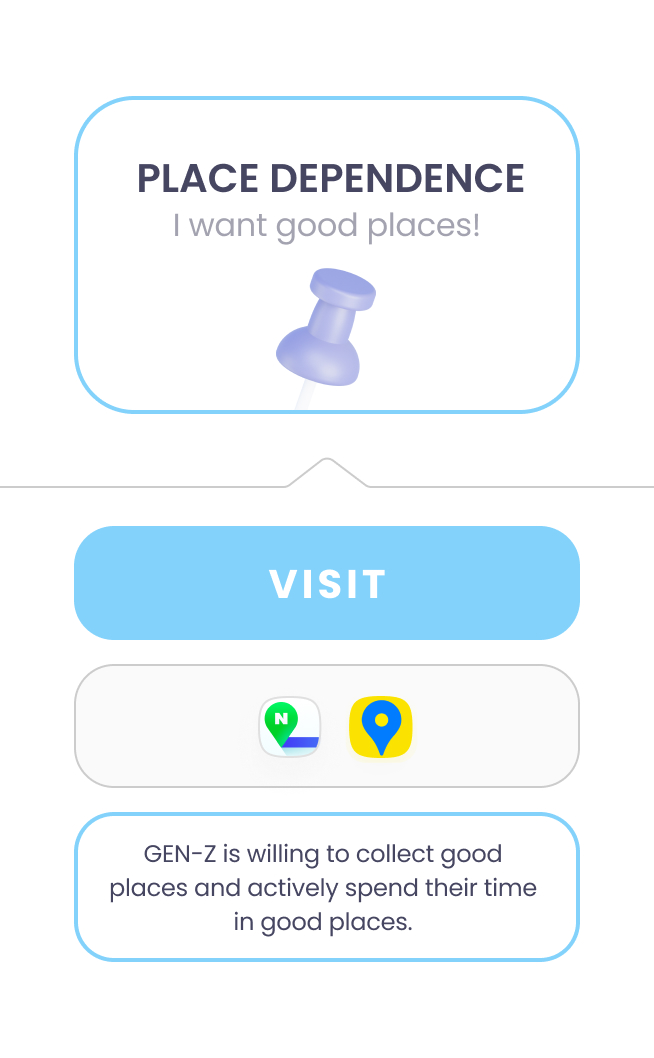 PLACE DEPENDENCE
I want good places!
VISIT
N
GEN-Z is willing to collect good
places and actively spend their time
in good places.